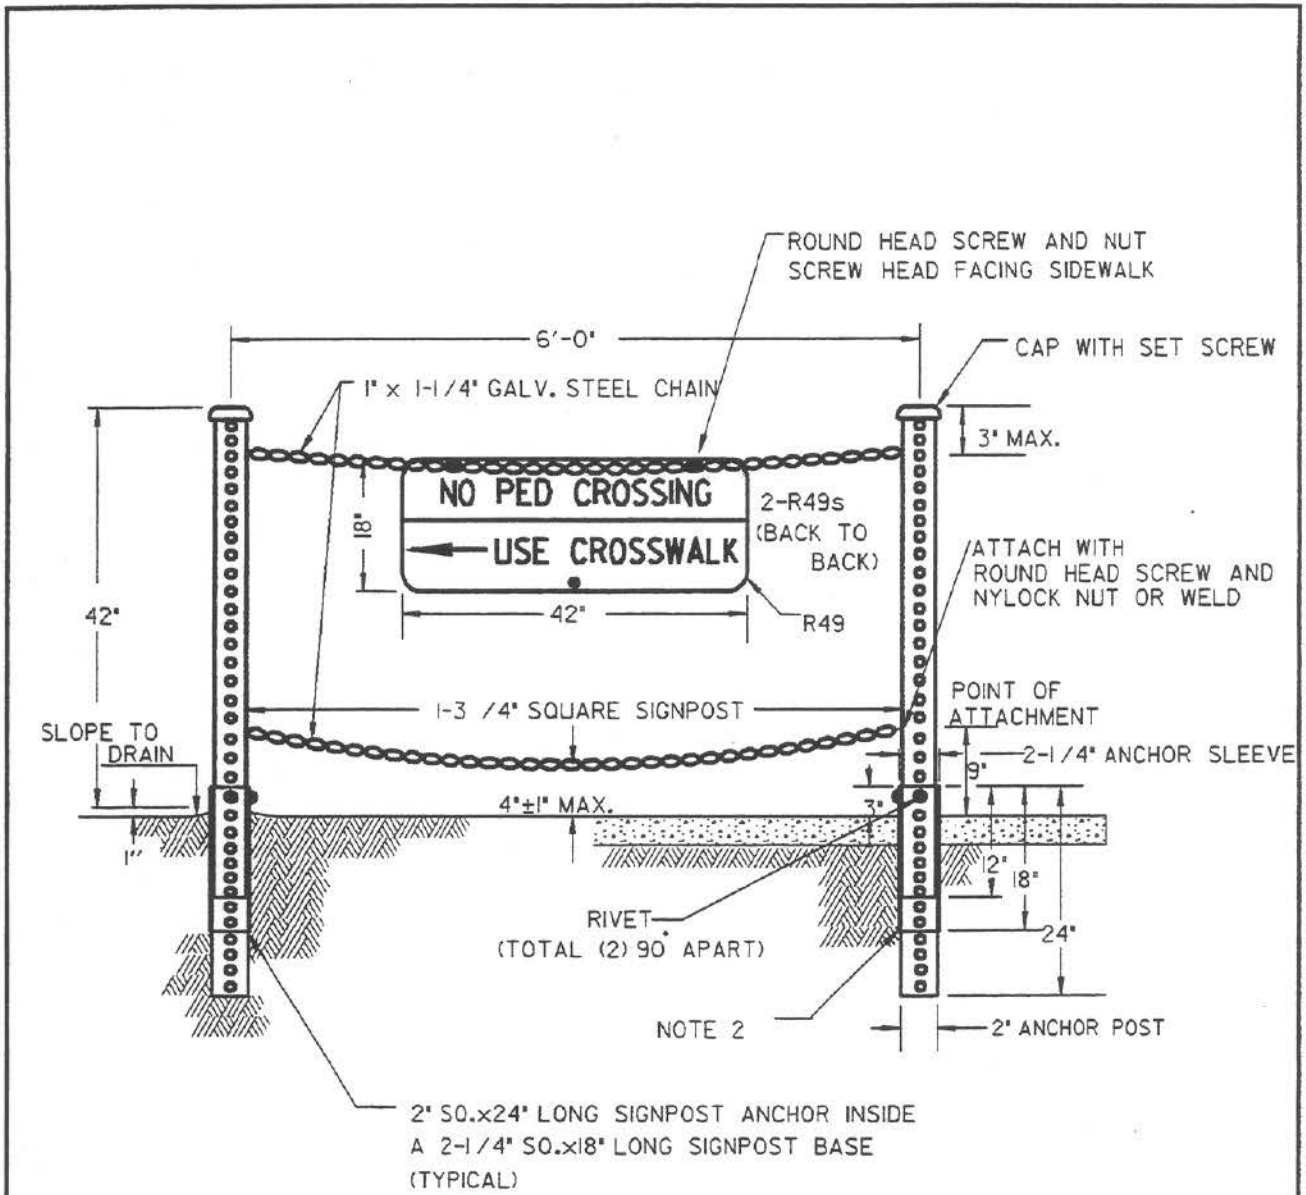 ROUND HEAD SCREW AND NUT
SCREW HEAD FACING SIDEWALK
6'-0"
CAP WITH SET SCREW
1" x 1-1/4" GALV. STEEL CHAIN
3" MAX.
NO PED CROSSING
18"
2-R49s
(BACK TO
BACK)
← USE CROSSWALK
ATTACH WITH
ROUND HEAD SCREW AND
NYLOCK NUT OR WELD
42"
42"
R49
POINT OF
ATTACHMENT
1-3 /4" SQUARE SIGNPOST
SLOPE TO
DRAIN
2-1/4" ANCHOR SLEEVE
9"
4"±1" MAX.
3"
1"
12"
18"
RIVET
(TOTAL (2) 90° APART)
24"
NOTE 2
2" ANCHOR POST
2" SQ.x24" LONG SIGNPOST ANCHOR INSIDE
A 2-1/4" SQ.x18" LONG SIGNPOST BASE
(TYPICAL)